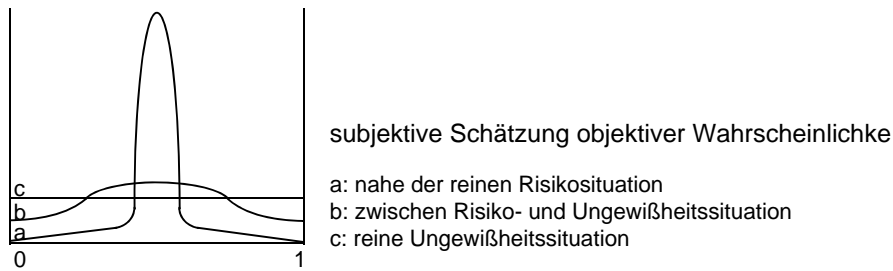 c
b
a
0 1
subjektive Schätzung objektiver Wahrscheinlichke
a: nahe der reinen Risikosituation
b: zwischen Risiko- und Ungewißheitssituation
c: reine Ungewißheitssituation